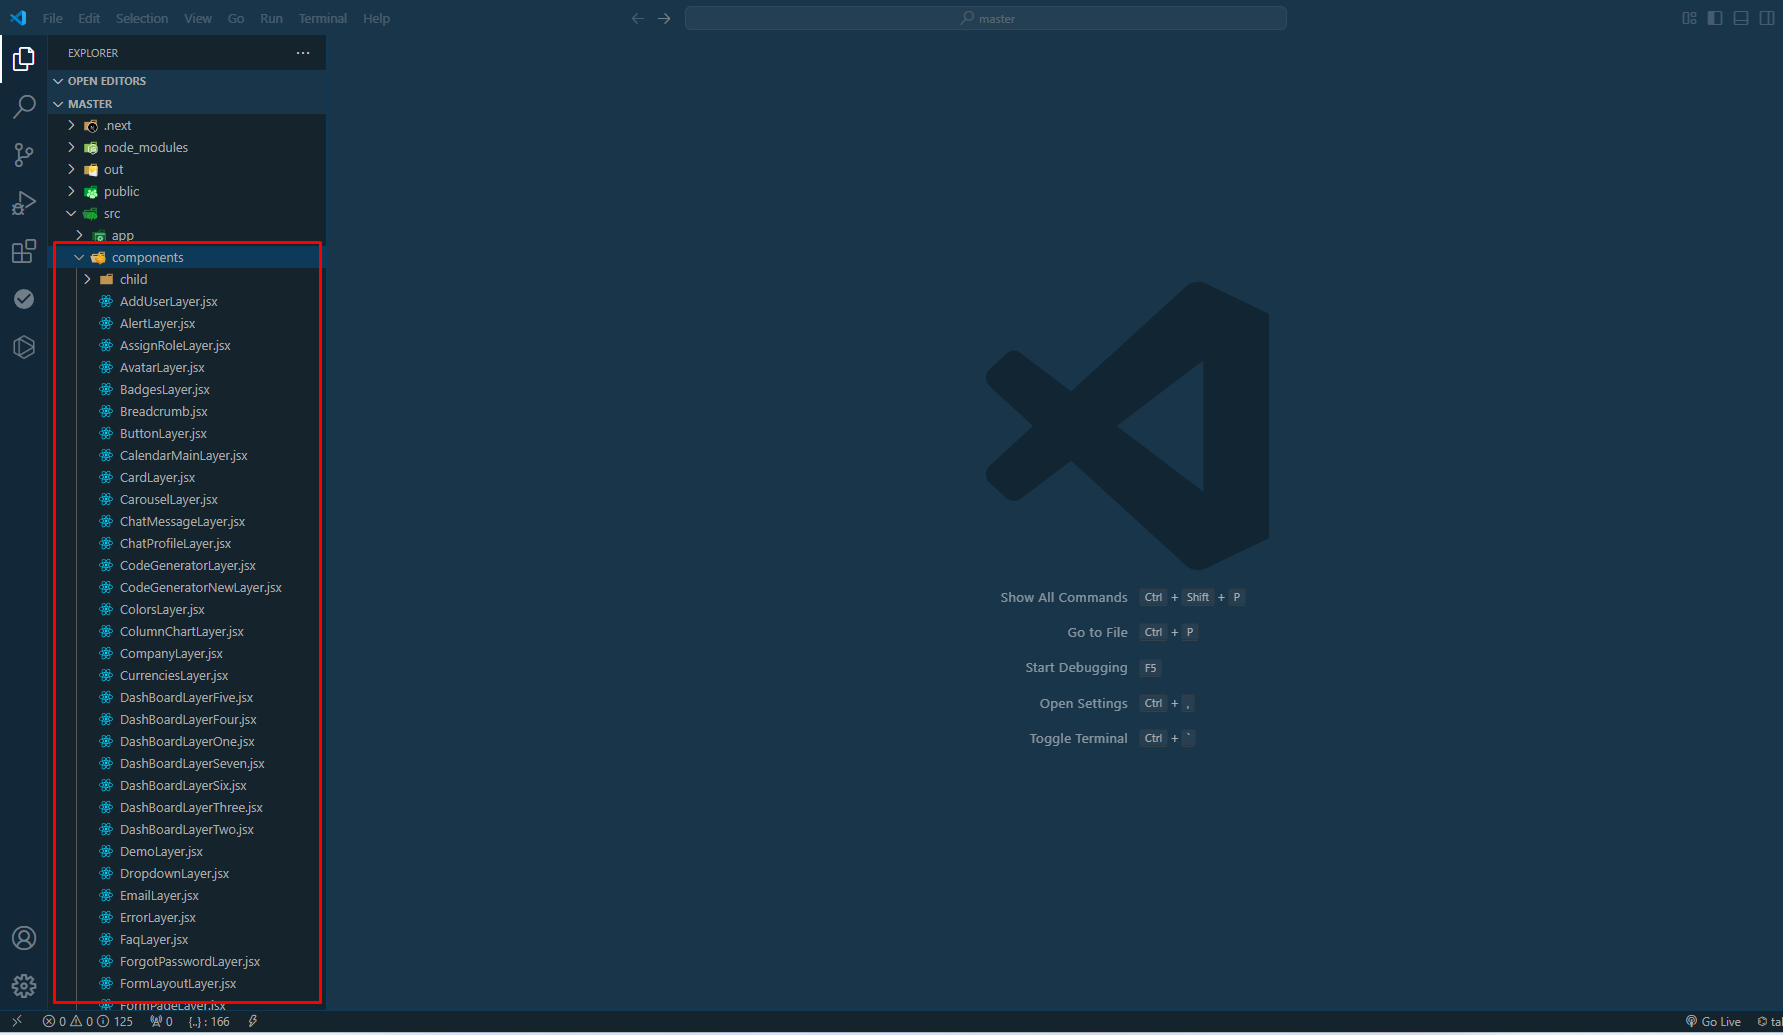 File Edit Selection View Go Run Terminal Help
master
EXPLORER
OPEN EDITORS
MASTER
.next
node_modules
out
public
src
app
components
child
AddUserLayer.jsx
AlertLayer.jsx
AssignRoleLayer.jsx
AvatarLayer.jsx
BadgesLayer.jsx
Breadcrumb.jsx
ButtonLayer.jsx
CalendarMainLayer.jsx
CardLayer.jsx
CarouselLayer.jsx
ChatMessageLayer.jsx
ChatProfileLayer.jsx
CodeGeneratorLayer.jsx
CodeGeneratorNewLayer.jsx
ColorsLayer.jsx
ColumnChartLayer.jsx
CompanyLayer.jsx
CurrenciesLayer.jsx
DashBoardLayerFive.jsx
DashBoardLayerFour.jsx
DashBoardLayerOne.jsx
DashBoardLayerSeven.jsx
DashBoardLayerSix.jsx
DashBoardLayerThree.jsx
DashBoardLayerTwo.jsx
DemoLayer.jsx
DropdownLayer.jsx
EmailLayer.jsx
ErrorLayer.jsx
FaqLayer.jsx
ForgotPasswordLayer.jsx
FormLayoutLayer.jsx
FormPageLayer.jsx
Show All Commands Ctrl + Shift + P
Go to File Ctrl + P
Start Debugging F5
Open Settings Ctrl + ,
Toggle Terminal Ctrl + `
0 0 125 0 {..} : 166 Go Live